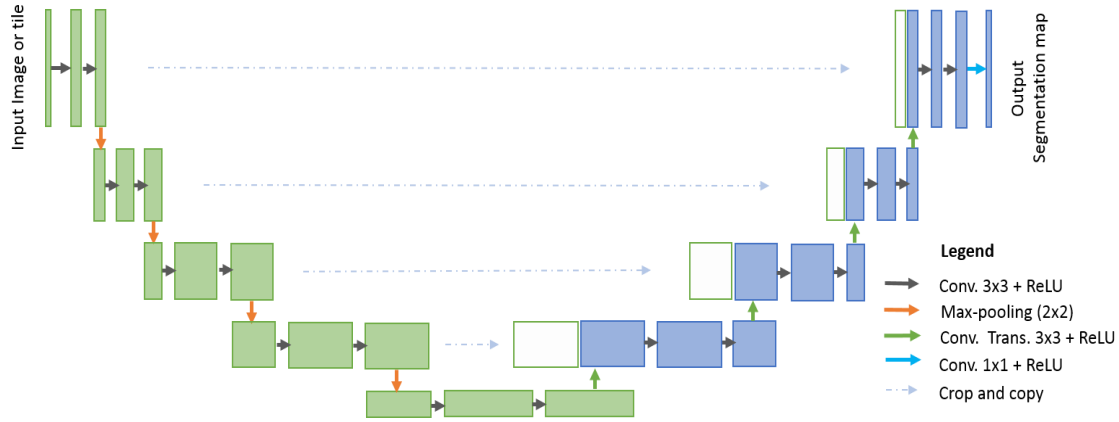 Input Image or tile
Output
Segmentation map
Legend
Conv. 3x3 + ReLU
Max-pooling (2x2)
Conv. Trans. 3x3 + ReLU
Conv. 1x1 + ReLU
Crop and copy